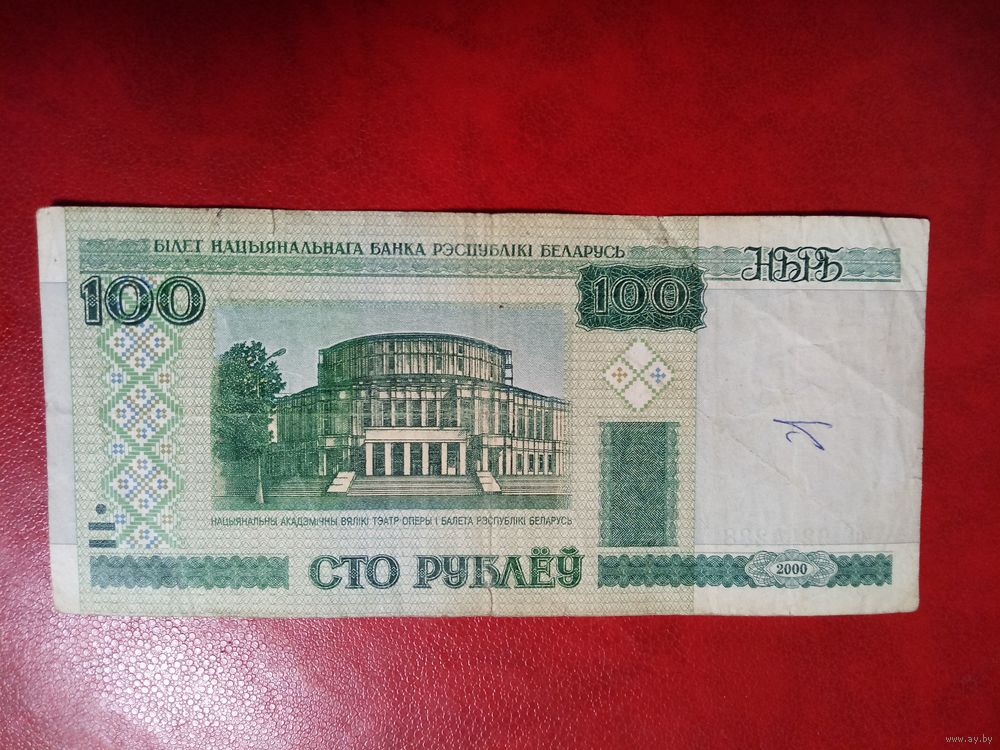 БІЛЕТ НАЦЫЯНАЛЬНАГА БАНКА РЭСПУБЛІКІ БЕЛАРУСЬ
НБРБ
100
100
НАЦЫЯНАЛЬНЫ АКАДЭМІЧНЫ ВЯЛІКІ ТЭАТР ОПЕРЫ І БАЛЕТА РЭСПУБЛІКІ БЕЛАРУСЬ
СТО РУБЛЁЎ
2000
www.ay.by